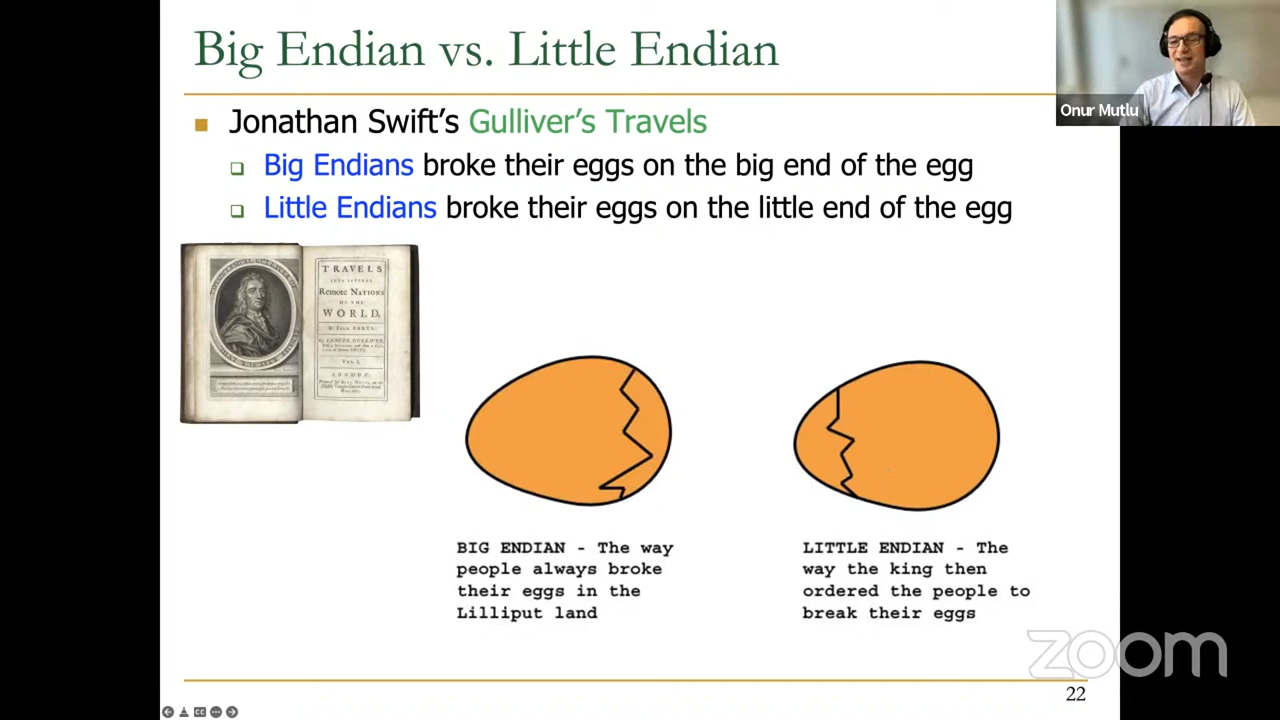 Big Endian vs. Little Endian
Onur Mutlu
Jonathan Swift's Gulliver's Travels
Big Endians broke their eggs on the big end of the egg
Little Endians broke their eggs on the little end of the egg
TRAVELS
INTO SEVERAL
Remote NATIONS
OF THE
WORLD.
VOL. I.
LONDON:
BIG ENDIAN - The way
people always broke
their eggs in the
Lilliput land
LITTLE ENDIAN - The
way the king then
ordered the people to
break their eggs
zoom
22
CC